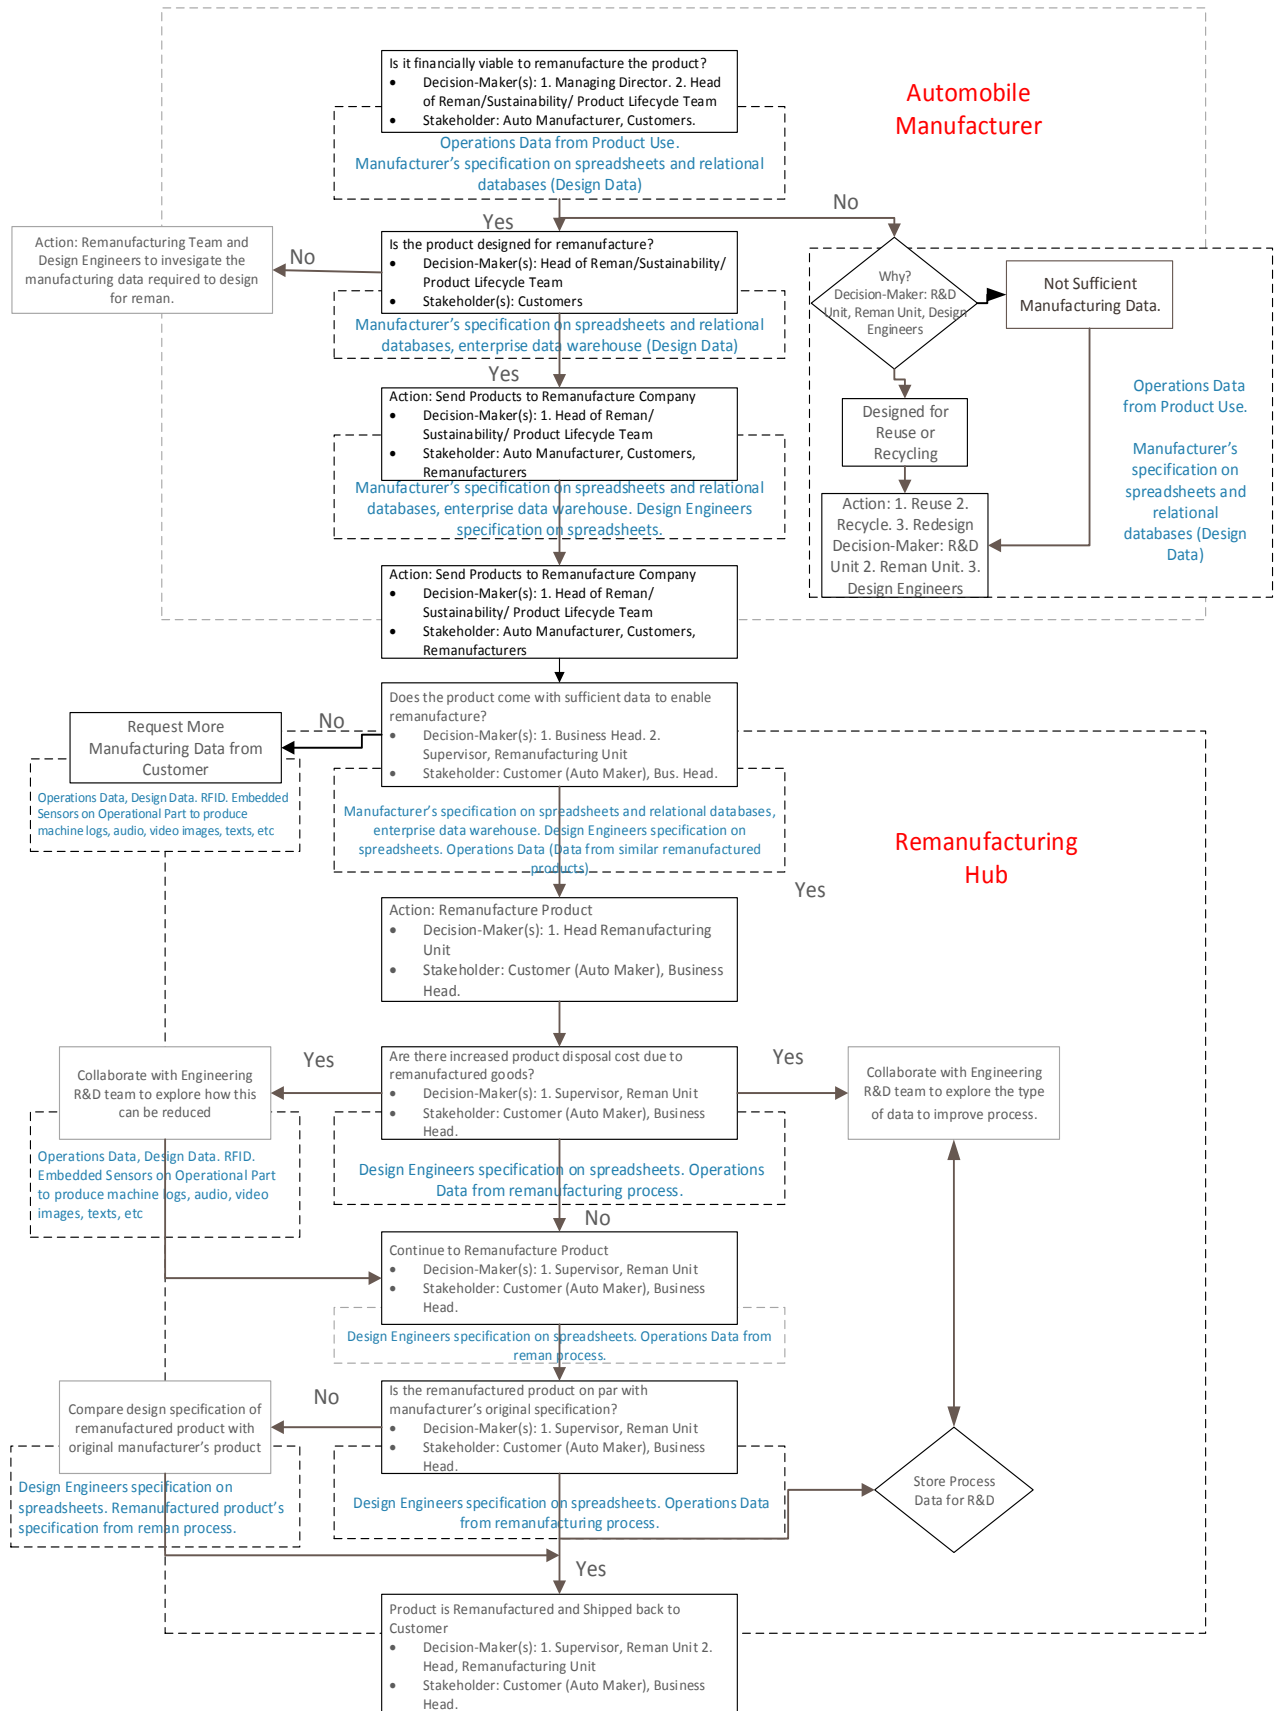 Is it financially viable to remanufacture the product?
• Decision-Maker(s): 1. Managing Director. 2. Head
of Reman/Sustainability/ Product Lifecycle Team
• Stakeholder: Auto Manufacturer, Customers.
Automobile
Manufacturer
Operations Data from Product Use.
Manufacturer's specification on spreadsheets and relational
databases (Design Data)
Yes
No
Action: Remanufacturing Team and
Design Engineers to invesigate the
manufacturing data required to design
for reman.
No
Is the product designed for remanufacture?
• Decision-Maker(s): Head of Reman/Sustainability/
Product Lifecycle Team
• Stakeholder(s): Customers
Why?
Decision-Maker: R&D
Unit, Reman Unit, Design
Engineers
Not Sufficient
Manufacturing Data.
Manufacturer's specification on spreadsheets and relational
databases, enterprise data warehouse (Design Data)
Yes
Action: Send Products to Remanufacture Company
• Decision-Maker(s): 1. Head of Reman/
Sustainability/ Product Lifecycle Team
• Stakeholder: Auto Manufacturer, Customers,
Remanufacturers
Designed for
Reuse or
Recycling
Operations Data
from Product Use.
Manufacturer's
specification on
spreadsheets and
relational
databases (Design
Data)
Manufacturer's specification on spreadsheets and relational
databases, enterprise data warehouse. Design Engineers
specification on spreadsheets.
Action: 1. Reuse 2.
Recycle. 3. Redesign
Decision-Maker: R&D
Unit 2. Reman Unit. 3.
Design Engineers
Action: Send Products to Remanufacture Company
• Decision-Maker(s): 1. Head of Reman/
Sustainability/ Product Lifecycle Team
• Stakeholder: Auto Manufacturer, Customers,
Remanufacturers
Does the product come with sufficient data to enable
remanufacture?
• Decision-Maker(s): 1. Business Head. 2.
Supervisor, Remanufacturing Unit
• Stakeholder: Customer (Auto Maker), Bus. Head.
No
Request More
Manufacturing Data from
Customer
Operations Data, Design Data. RFID. Embedded
Sensors on Operational Part to produce
machine logs, audio, video images, texts, etc
Manufacturer's specification on spreadsheets and relational databases,
enterprise data warehouse. Design Engineers specification on
spreadsheets. Operations Data (Data from similar remanufactured
products)
Remanufacturing
Hub
Yes
Action: Remanufacture Product
• Decision-Maker(s): 1. Head Remanufacturing
Unit
• Stakeholder: Customer (Auto Maker), Business
Head.
Yes
Are there increased product disposal cost due to
remanufactured goods?
• Decision-Maker(s): 1. Supervisor, Reman Unit
• Stakeholder: Customer (Auto Maker), Business
Head.
Yes
Collaborate with Engineering
R&D team to explore how this
can be reduced
Collaborate with Engineering
R&D team to explore the type
of data to improve process.
Operations Data, Design Data. RFID.
Embedded Sensors on Operational Part
to produce machine logs, audio, video
images, texts, etc
Design Engineers specification on spreadsheets. Operations
Data from remanufacturing process.
No
Continue to Remanufacture Product
• Decision-Maker(s): 1. Supervisor, Reman Unit
• Stakeholder: Customer (Auto Maker), Business
Head.
Design Engineers specification on spreadsheets. Operations Data from
reman process.
Compare design specification of
remanufactured product with
original manufacturer's product
No
Is the remanufactured product on par with
manufacturer's original specification?
• Decision-Maker(s): 1. Supervisor, Reman Unit
• Stakeholder: Customer (Auto Maker), Business
Head.
Design Engineers specification on
spreadsheets. Remanufactured product's
specification from reman process.
Design Engineers specification on spreadsheets. Operations Data
from remanufacturing process.
Store Process
Data for R&D
Yes
Product is Remanufactured and Shipped back to
Customer
• Decision-Maker(s): 1. Supervisor, Reman Unit 2.
Head, Remanufacturing Unit
• Stakeholder: Customer (Auto Maker), Business
Head.